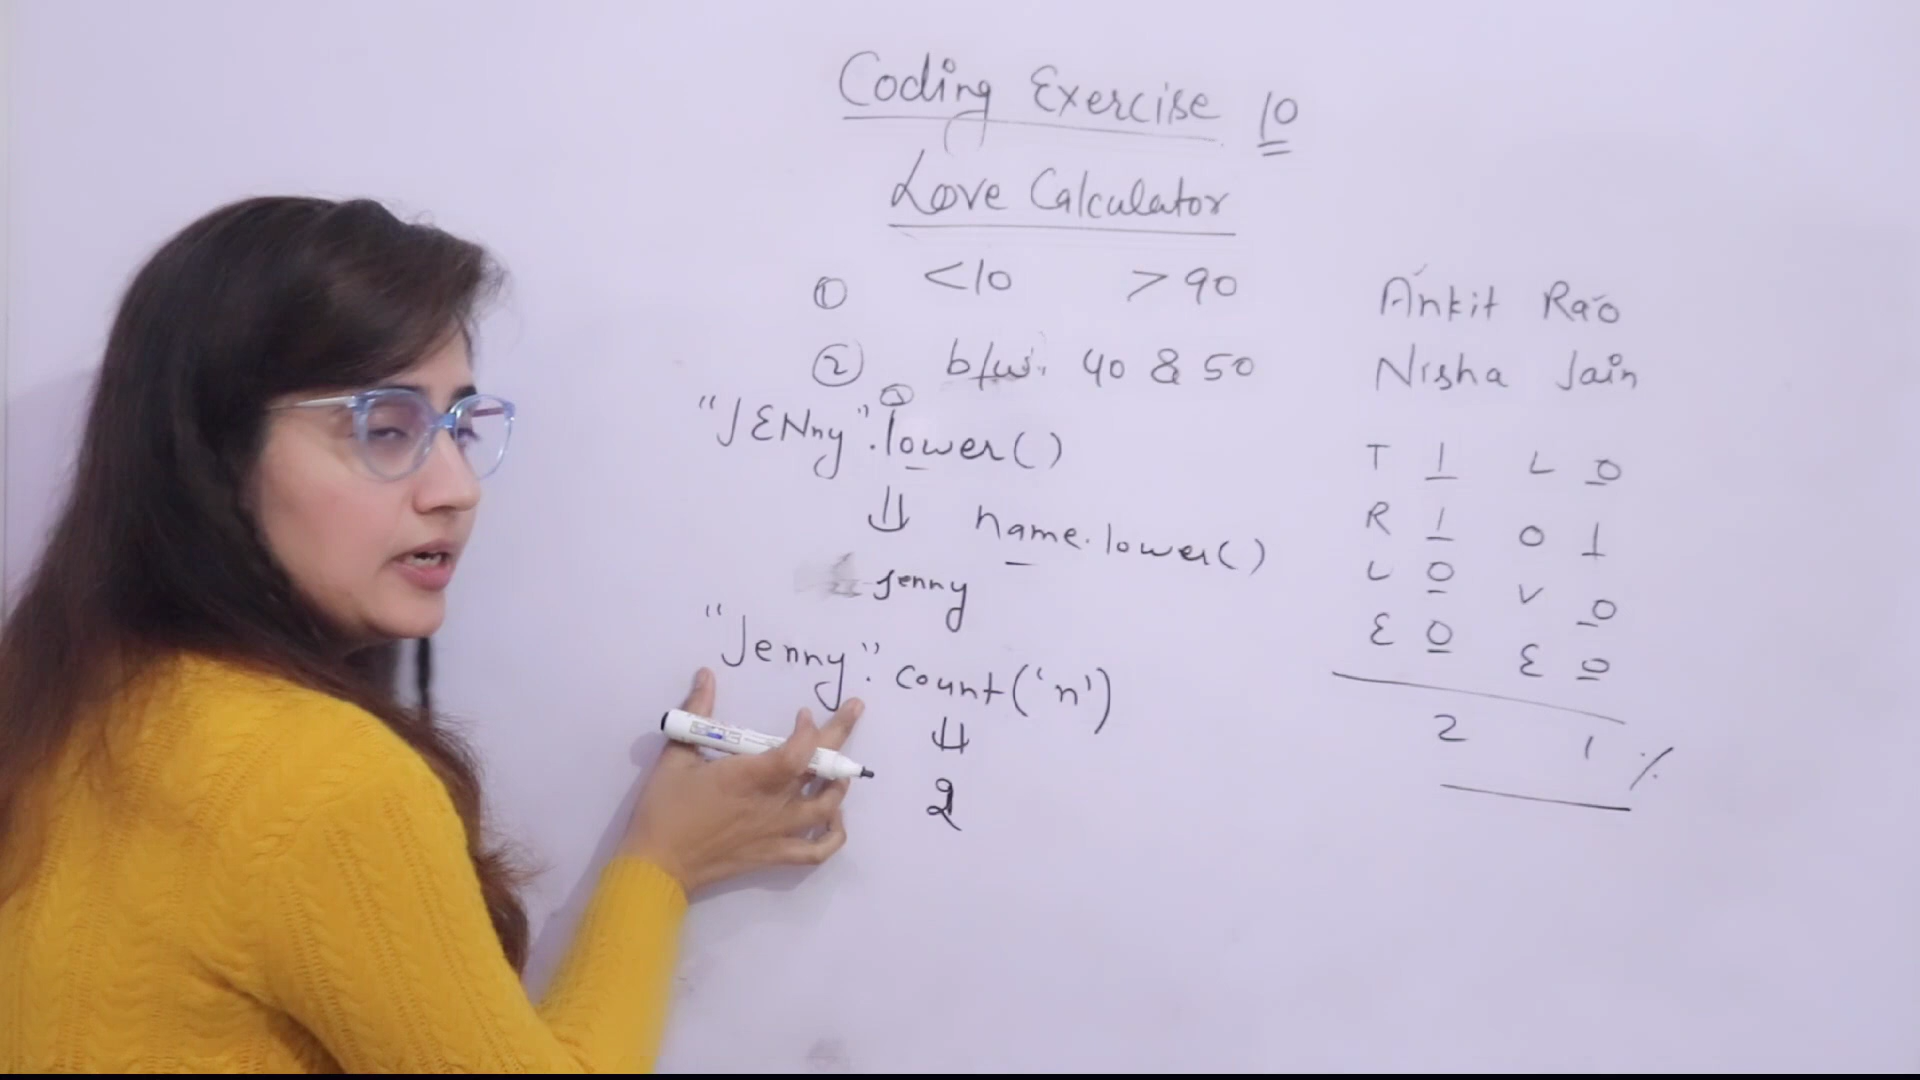 Coding Exercise 10
Love Calculator
① <10 >90
② b/w. 40 & 50
"JENny".lower()
⇓ name.lower()
jenny
"Jenny".count('n')
⇓
2
Ankit Rao
Nisha Jain
T 1 L 0
R 1 O 1
U 0 V 0
E 0 E 0
2 1 %